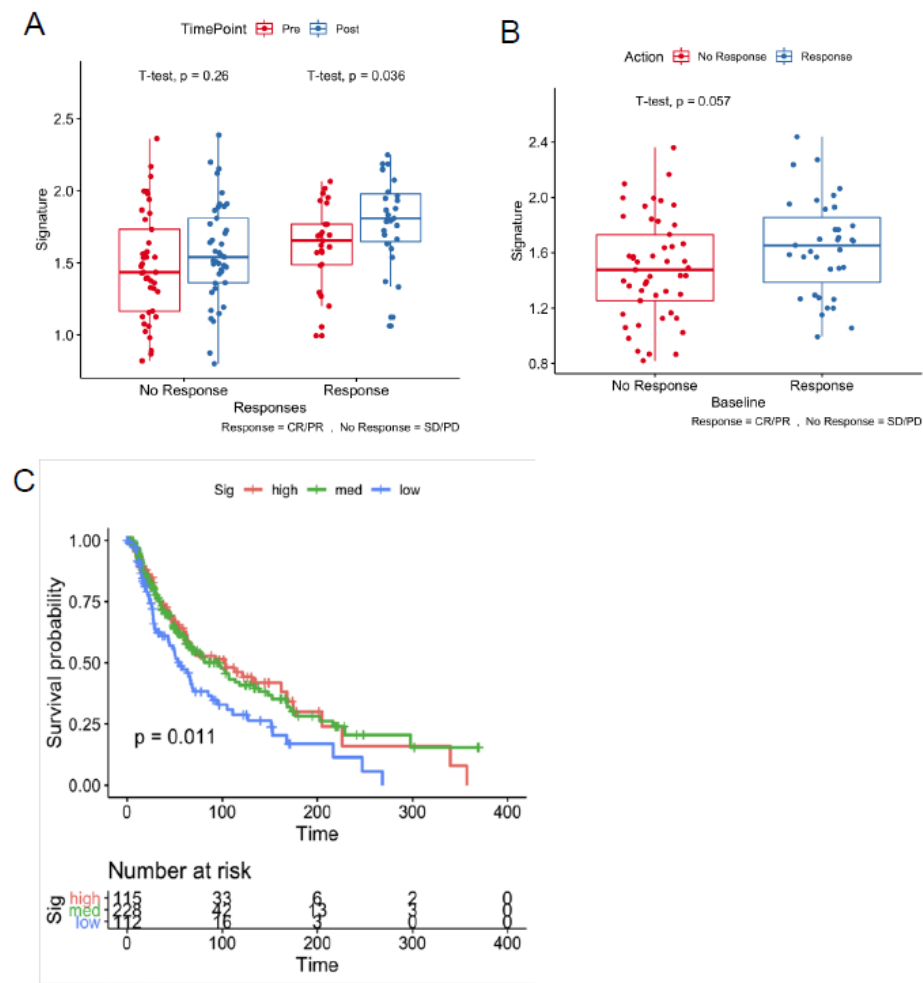 A
TimePoint Pre Post
T-test, p = 0.26 T-test, p = 0.036
2.5
2.0
1.5
1.0
Signature
No Response Response
Responses
Response = CR/PR , No Response = SD/PD
B
Action No Response Response
T-test, p = 0.057
2.4
2.0
1.6
1.2
0.8
Signature
No Response Response
Baseline
Response = CR/PR , No Response = SD/PD
C
Sig high med low
1.00
0.75
0.50
0.25
0.00
Survival probability
p = 0.011
0 100 200 300 400
Time
Number at risk
Sig
high 115 33 6 2 0
med 228 42 13 3 0
low 112 16 3 0 0
0 100 200 300 400
Time